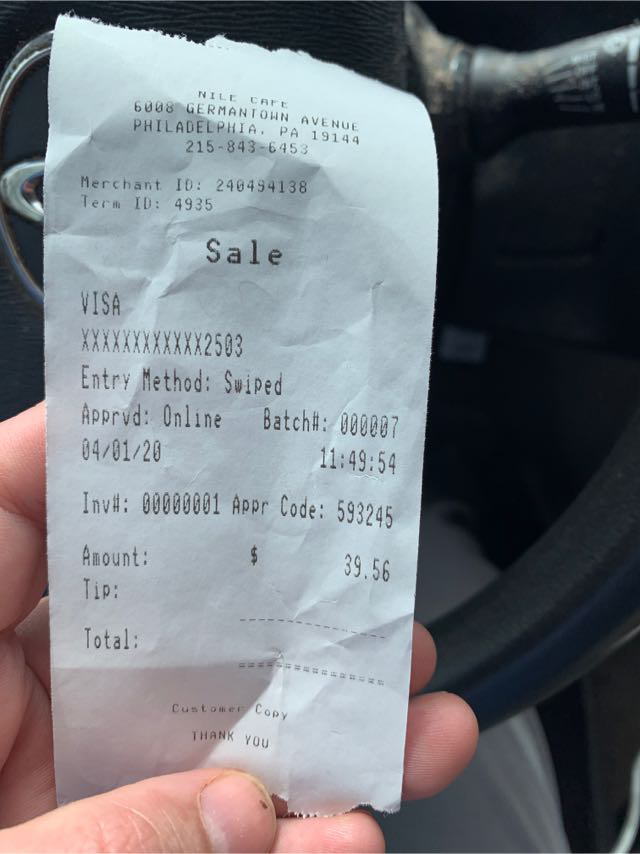 NILE CAFE
6008 GERMANTOWN AVENUE
PHILADELPHIA, PA 19144
215-843-6453
Merchant ID: 240494138
Term ID: 4935
Sale
VISA
XXXXXXXXXXXX2503
Entry Method: Swiped
Apprvd: Online Batch#: 000007
04/01/20 11:49:54
Inv#: 00000001 Appr Code: 593245
Amount: $ 39.56
Tip:
Total:
Customer Copy
THANK YOU